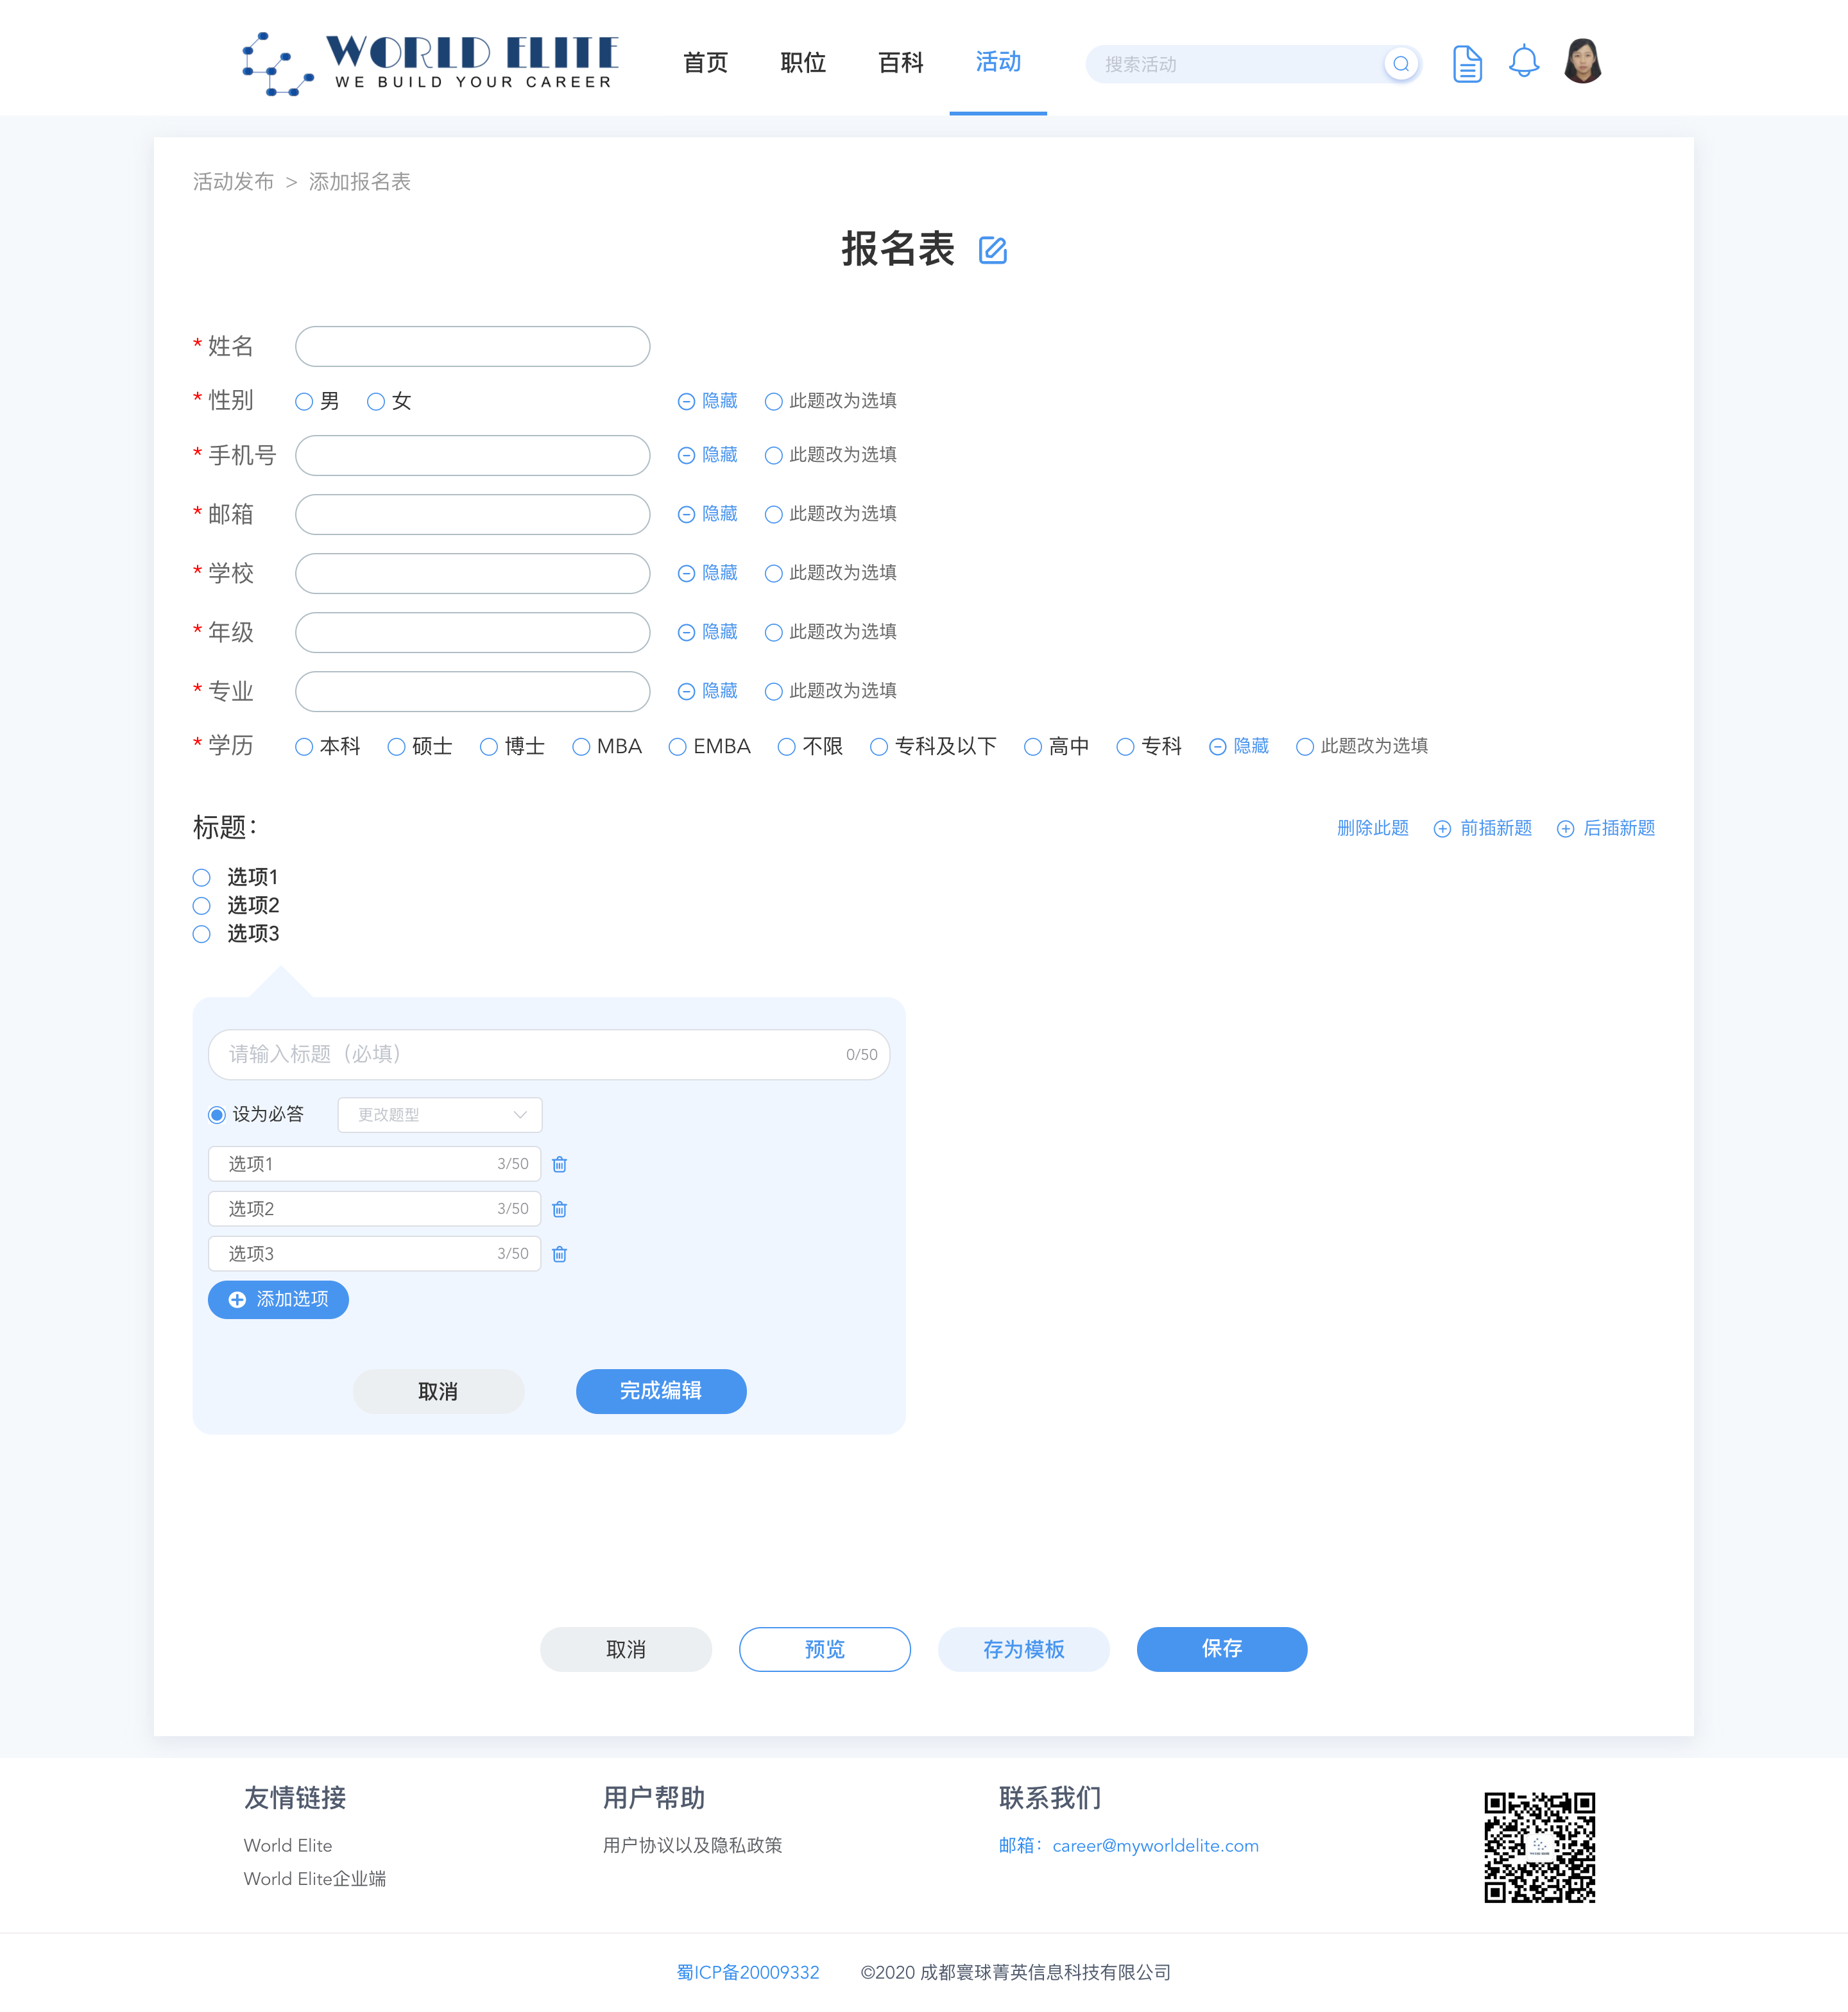 WORLD ELITE
WE BUILD YOUR CAREER
首页 职位 百科 活动 搜索活动
活动发布 > 添加报名表
报名表
* 姓名
* 性别 男 女 隐藏 此题改为选填
* 手机号 隐藏 此题改为选填
* 邮箱 隐藏 此题改为选填
* 学校 隐藏 此题改为选填
* 年级 隐藏 此题改为选填
* 专业 隐藏 此题改为选填
* 学历 本科 硕士 博士 MBA EMBA 不限 专科及以下 高中 专科 隐藏 此题改为选填
标题： 删除此题 前插新题 后插新题
选项1
选项2
选项3
请输入标题（必填） 0/50
设为必答 更改题型
选项1 3/50
选项2 3/50
选项3 3/50
添加选项
取消 完成编辑
取消 预览 存为模板 保存
友情链接 用户帮助 联系我们
World Elite 用户协议以及隐私政策 邮箱：career@myworldelite.com
World Elite企业端
蜀ICP备20009332 ©2020 成都寰球菁英信息科技有限公司